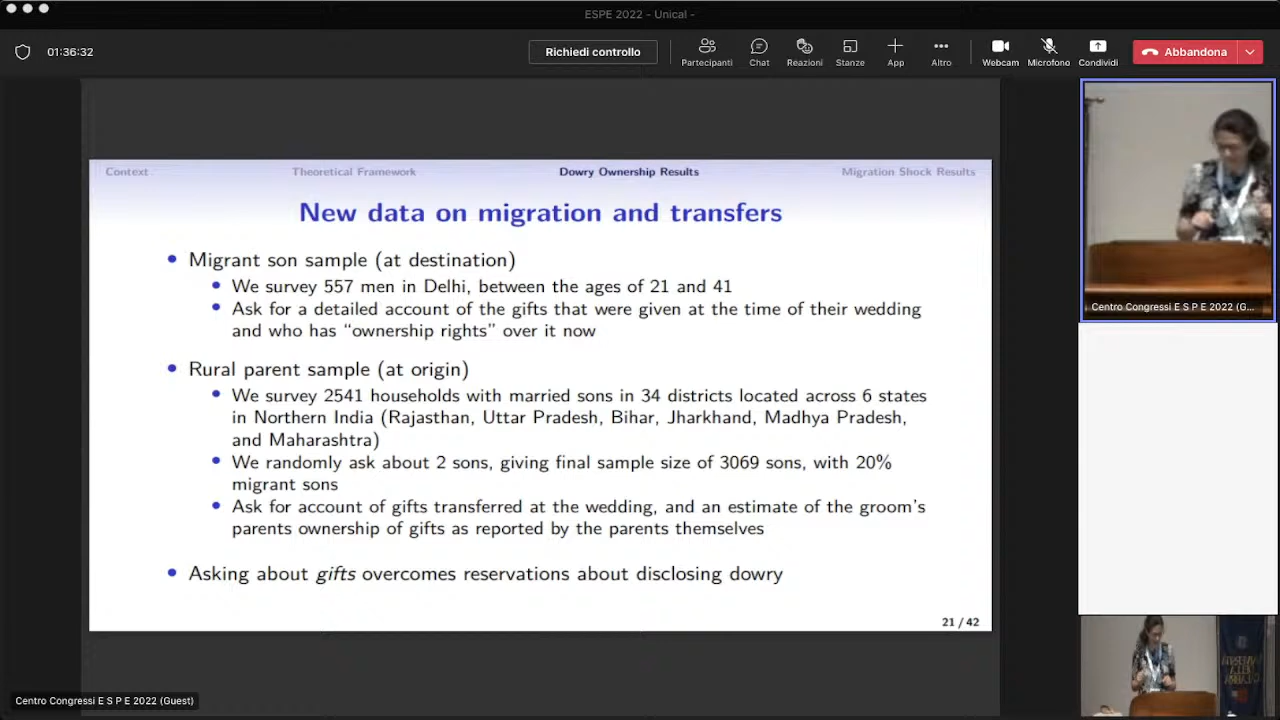 ESPE 2022 - Unical -
01:36:32
Richiedi controllo
Partecipanti
Chat
Reazioni
Stanze
App
Altro
Webcam
Microfono
Condividi
Abbandona
Context
Theoretical Framework
Dowry Ownership Results
Migration Shock Results
New data on migration and transfers
• Migrant son sample (at destination)
• We survey 557 men in Delhi, between the ages of 21 and 41
• Ask for a detailed account of the gifts that were given at the time of their wedding
and who has “ownership rights” over it now
• Rural parent sample (at origin)
• We survey 2541 households with married sons in 34 districts located across 6 states
in Northern India (Rajasthan, Uttar Pradesh, Bihar, Jharkhand, Madhya Pradesh,
and Maharashtra)
• We randomly ask about 2 sons, giving final sample size of 3069 sons, with 20%
migrant sons
• Ask for account of gifts transferred at the wedding, and an estimate of the groom's
parents ownership of gifts as reported by the parents themselves
• Asking about gifts overcomes reservations about disclosing dowry
21 / 42
Centro Congressi E S P E 2022 (G...
Centro Congressi E S P E 2022 (Guest)